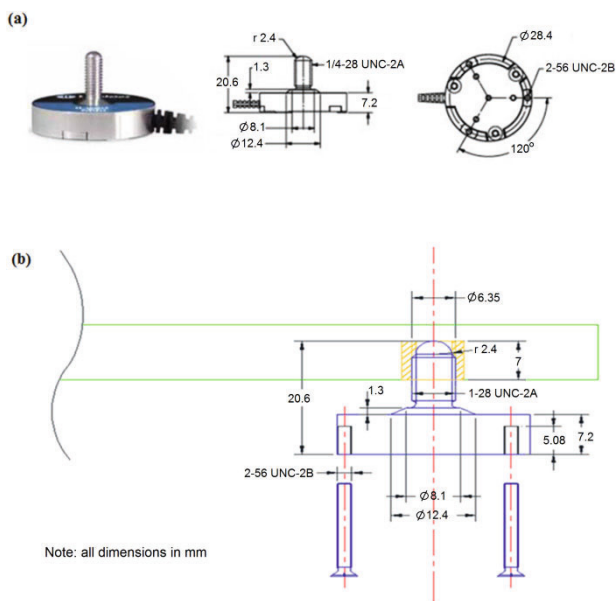 (a)
r 2.4
1.3
1/4-28 UNC-2A
20.6
7.2
Ø8.1
Ø12.4
Ø28.4
2-56 UNC-2B
120°
(b)
Ø6.35
r 2.4
7
1.3
1-28 UNC-2A
20.6
5.08
7.2
2-56 UNC-2B
Ø8.1
Ø12.4
Note: all dimensions in mm